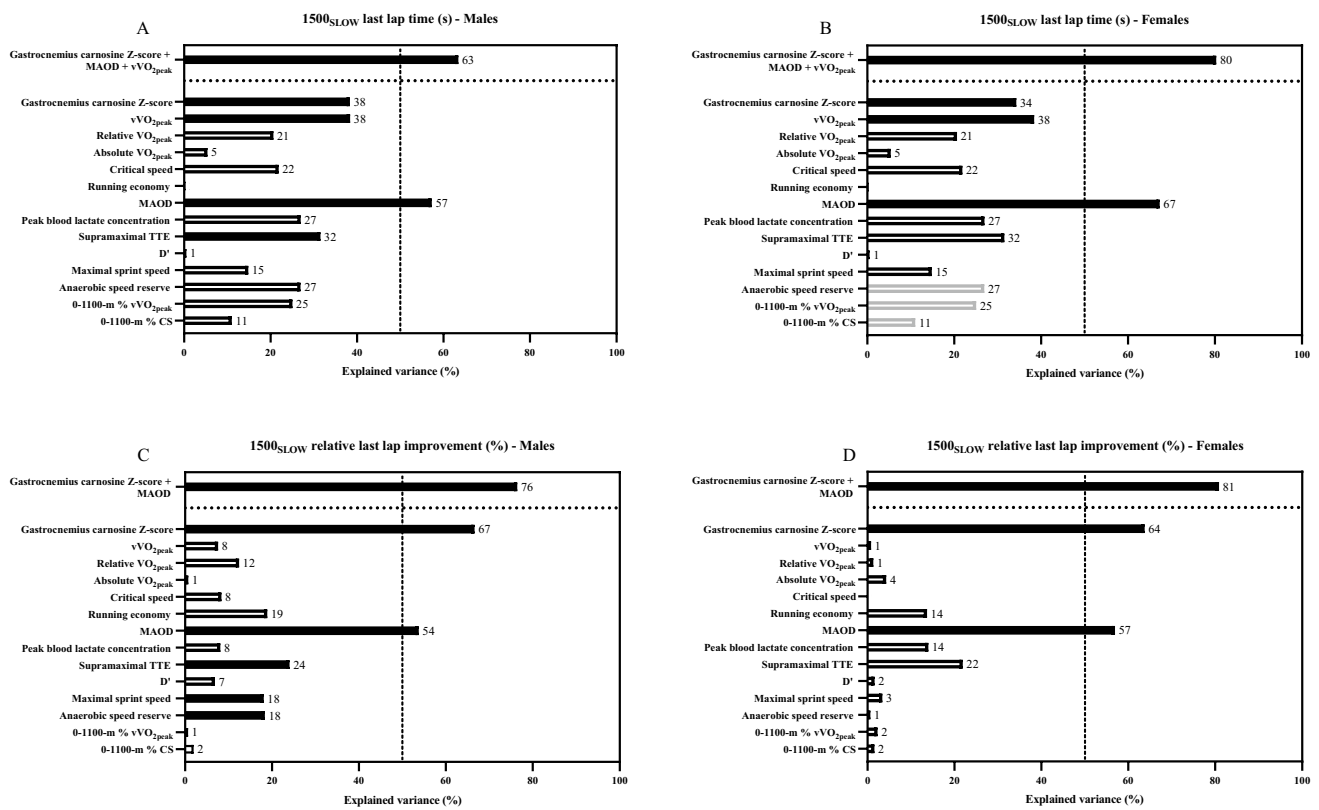 A
1500SLOW last lap time (s) - Males
Gastrocnemius carnosine Z-score +
MAOD + vVO2peak
63
Gastrocnemius carnosine Z-score
38
vVO2peak
38
Relative VO2peak
21
Absolute VO2peak
5
Critical speed
22
Running economy
MAOD
57
Peak blood lactate concentration
27
Supramaximal TTE
32
D'
1
Maximal sprint speed
15
Anaerobic speed reserve
27
0-1100-m % vVO2peak
25
0-1100-m % CS
11
0 20 40 60 80 100
Explained variance (%)
B
1500SLOW last lap time (s) - Females
Gastrocnemius carnosine Z-score +
MAOD + vVO2peak
80
Gastrocnemius carnosine Z-score
34
vVO2peak
38
Relative VO2peak
21
Absolute VO2peak
5
Critical speed
22
Running economy
MAOD
67
Peak blood lactate concentration
27
Supramaximal TTE
32
D'
1
Maximal sprint speed
15
Anaerobic speed reserve
27
0-1100-m % vVO2peak
25
0-1100-m % CS
11
0 20 40 60 80 100
Explained variance (%)
C
1500SLOW relative last lap improvement (%) - Males
Gastrocnemius carnosine Z-score +
MAOD
76
Gastrocnemius carnosine Z-score
67
vVO2peak
8
Relative VO2peak
12
Absolute VO2peak
1
Critical speed
8
Running economy
19
MAOD
54
Peak blood lactate concentration
8
Supramaximal TTE
24
D'
7
Maximal sprint speed
18
Anaerobic speed reserve
18
0-1100-m % vVO2peak
1
0-1100-m % CS
2
0 20 40 60 80 100
Explained variance (%)
D
1500SLOW relative last lap improvement (%) - Females
Gastrocnemius carnosine Z-score +
MAOD
81
Gastrocnemius carnosine Z-score
64
vVO2peak
1
Relative VO2peak
1
Absolute VO2peak
4
Critical speed
Running economy
14
MAOD
57
Peak blood lactate concentration
14
Supramaximal TTE
22
D'
2
Maximal sprint speed
3
Anaerobic speed reserve
1
0-1100-m % vVO2peak
2
0-1100-m % CS
2
0 20 40 60 80 100
Explained variance (%)